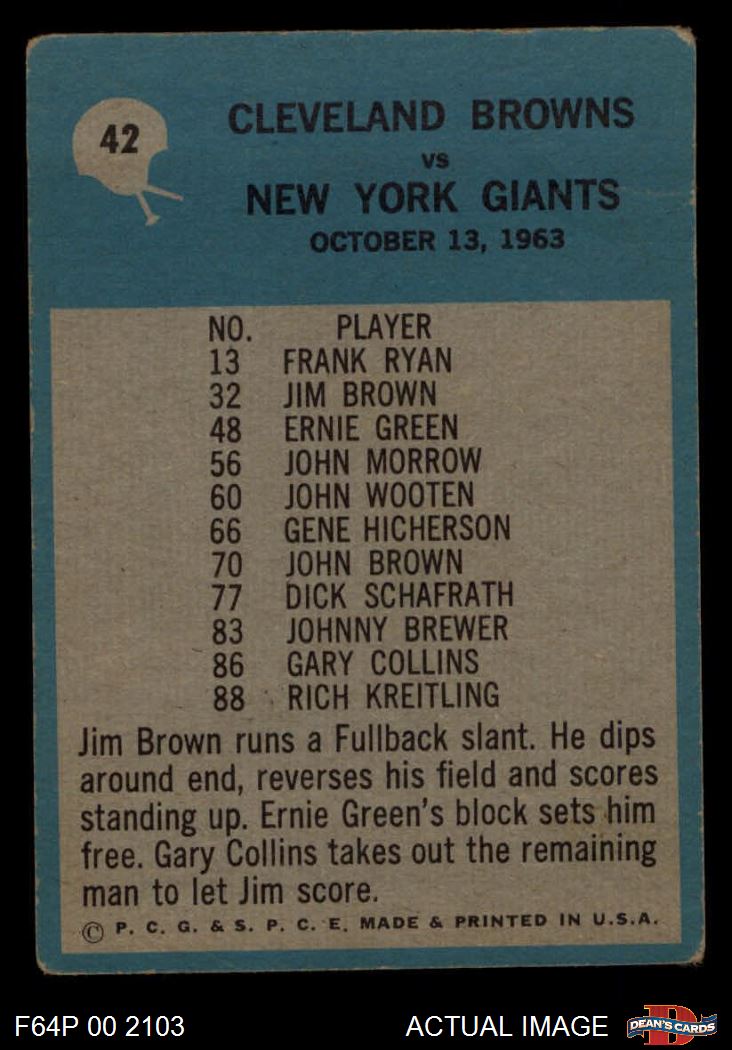 42
CLEVELAND BROWNS
VS
NEW YORK GIANTS
OCTOBER 13, 1963
NO. PLAYER
13 FRANK RYAN
32 JIM BROWN
48 ERNIE GREEN
56 JOHN MORROW
60 JOHN WOOTEN
66 GENE HICHERSON
70 JOHN BROWN
77 DICK SCHAFRATH
83 JOHNNY BREWER
86 GARY COLLINS
88 RICH KREITLING
Jim Brown runs a Fullback slant. He dips
around end, reverses his field and scores
standing up. Ernie Green's block sets him
free. Gary Collins takes out the remaining
man to let Jim score.
© P. C. G. & S. P. C. E. MADE & PRINTED IN U.S.A.
F64P 00 2103 ACTUAL IMAGE D DEAN'S CARDS